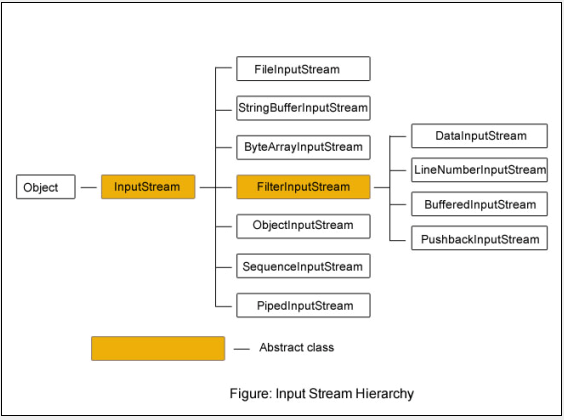 Object
InputStream
FileInputStream
StringBufferInputStream
ByteArrayInputStream
FilterInputStream
ObjectInputStream
SequenceInputStream
PipedInputStream
DataInputStream
LineNumberInputStream
BufferedInputStream
PushbackInputStream
Abstract class
Figure: Input Stream Hierarchy